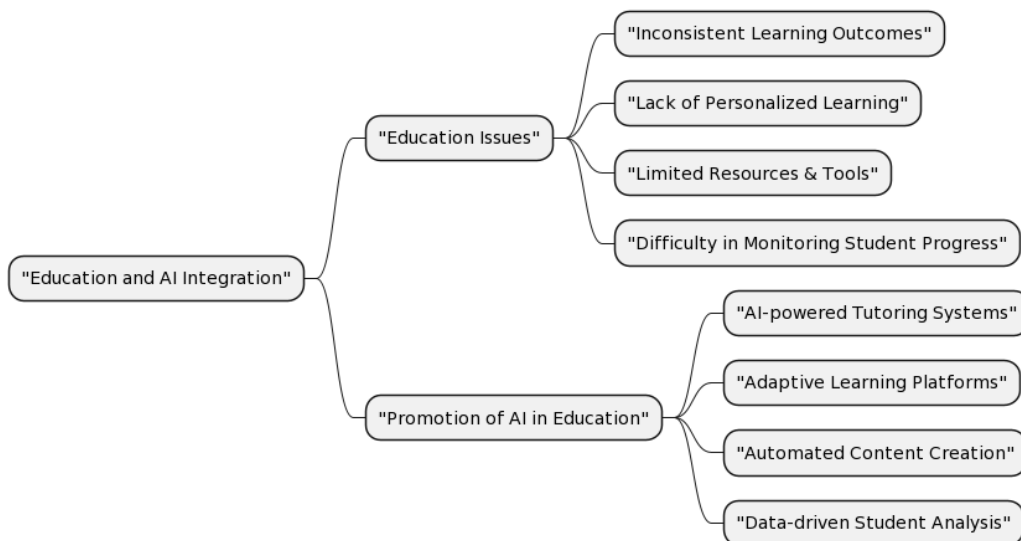 "Education and AI Integration"
"Education Issues"
"Inconsistent Learning Outcomes"
"Lack of Personalized Learning"
"Limited Resources & Tools"
"Difficulty in Monitoring Student Progress"
"Promotion of AI in Education"
"AI-powered Tutoring Systems"
"Adaptive Learning Platforms"
"Automated Content Creation"
"Data-driven Student Analysis"